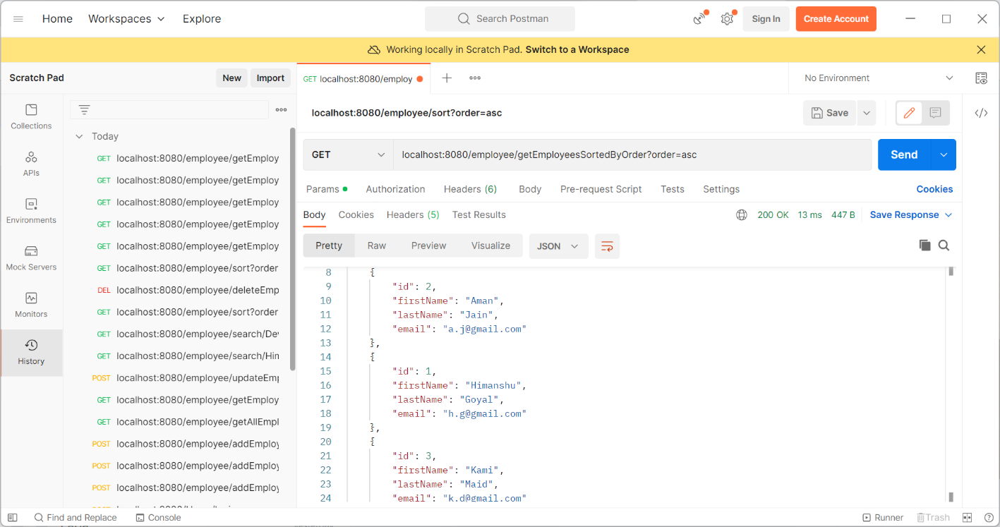 Home Workspaces Explore Search Postman Sign In Create Account
Working locally in Scratch Pad. Switch to a Workspace
Scratch Pad New Import
GET localhost:8080/employ
No Environment
localhost:8080/employee/sort?order=asc
Save
GET localhost:8080/employee/getEmployeesSortedByOrder?order=asc Send
Params Authorization Headers (6) Body Pre-request Script Tests Settings Cookies
Body Cookies Headers (5) Test Results 200 OK 13 ms 447 B Save Response
Pretty Raw Preview Visualize JSON
Collections
APIs
Environments
Mock Servers
Monitors
History
Today
GET localhost:8080/employee/getEmploy
GET localhost:8080/employee/getEmploy
GET localhost:8080/employee/getEmploy
GET localhost:8080/employee/getEmploy
GET localhost:8080/employee/getEmploy
GET localhost:8080/employee/sort?order
DEL localhost:8080/employee/deleteEmp
GET localhost:8080/employee/sort?order
GET localhost:8080/employee/search/De
GET localhost:8080/employee/search/Him
POST localhost:8080/employee/updateEmp
GET localhost:8080/employee/getEmploy
GET localhost:8080/employee/getAllEmpl
POST localhost:8080/employee/addEmploy
POST localhost:8080/employee/addEmploy
POST localhost:8080/employee/addEmploy
8 {
9 "id": 2,
10 "firstName": "Aman",
11 "lastName": "Jain",
12 "email": "a.j@gmail.com"
13 },
14 {
15 "id": 1,
16 "firstName": "Himanshu",
17 "lastName": "Goyal",
18 "email": "h.g@gmail.com"
19 },
20 {
21 "id": 3,
22 "firstName": "Kami",
23 "lastName": "Maid",
24 "email": "k.d@gmail.com"
Find and Replace Console Runner Trash